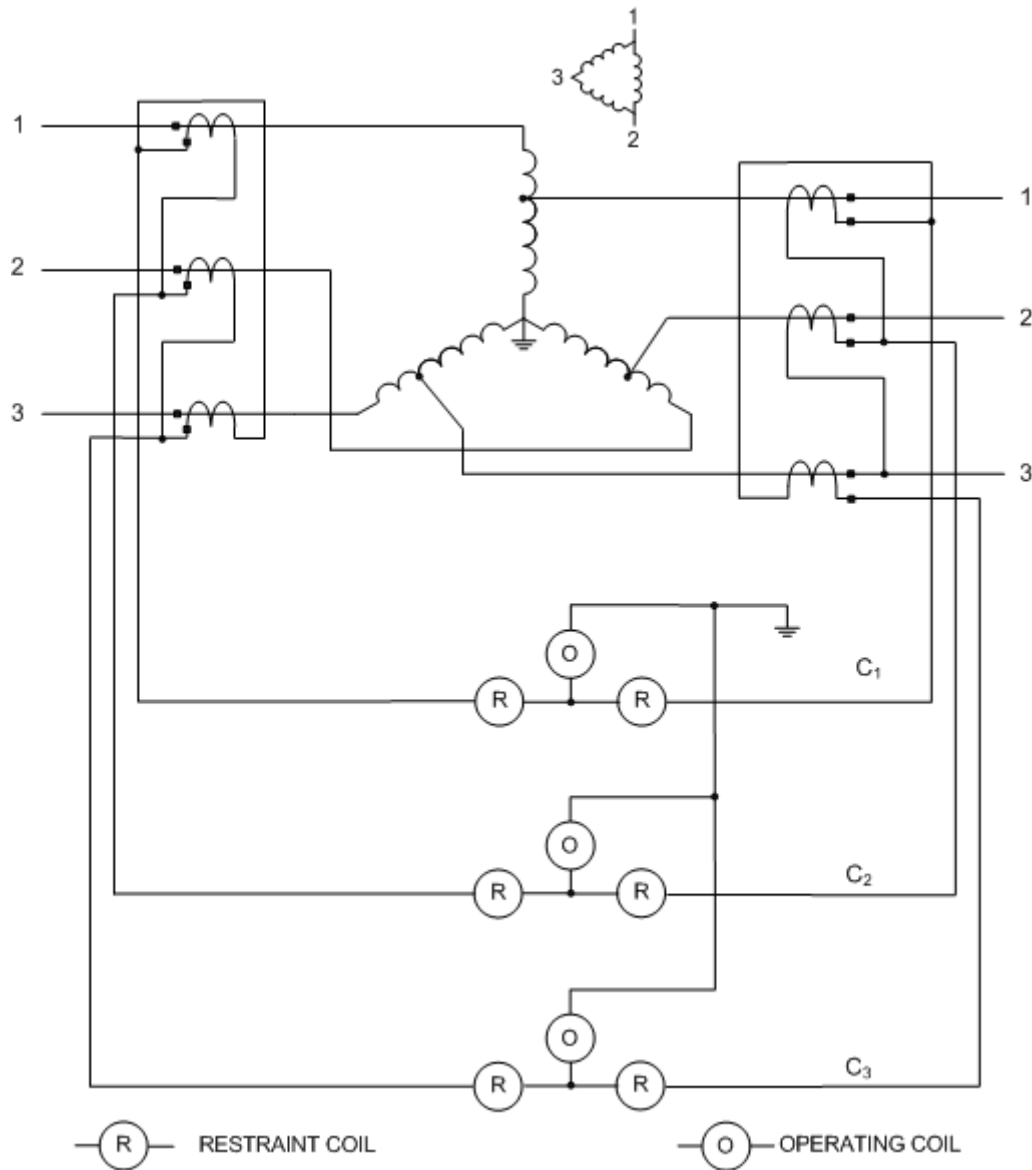 1
3
2
1
2
3
1
2
3
O
R
R
C₁
O
R
R
C₂
O
R
R
C₃
R RESTRAINT COIL
O OPERATING COIL